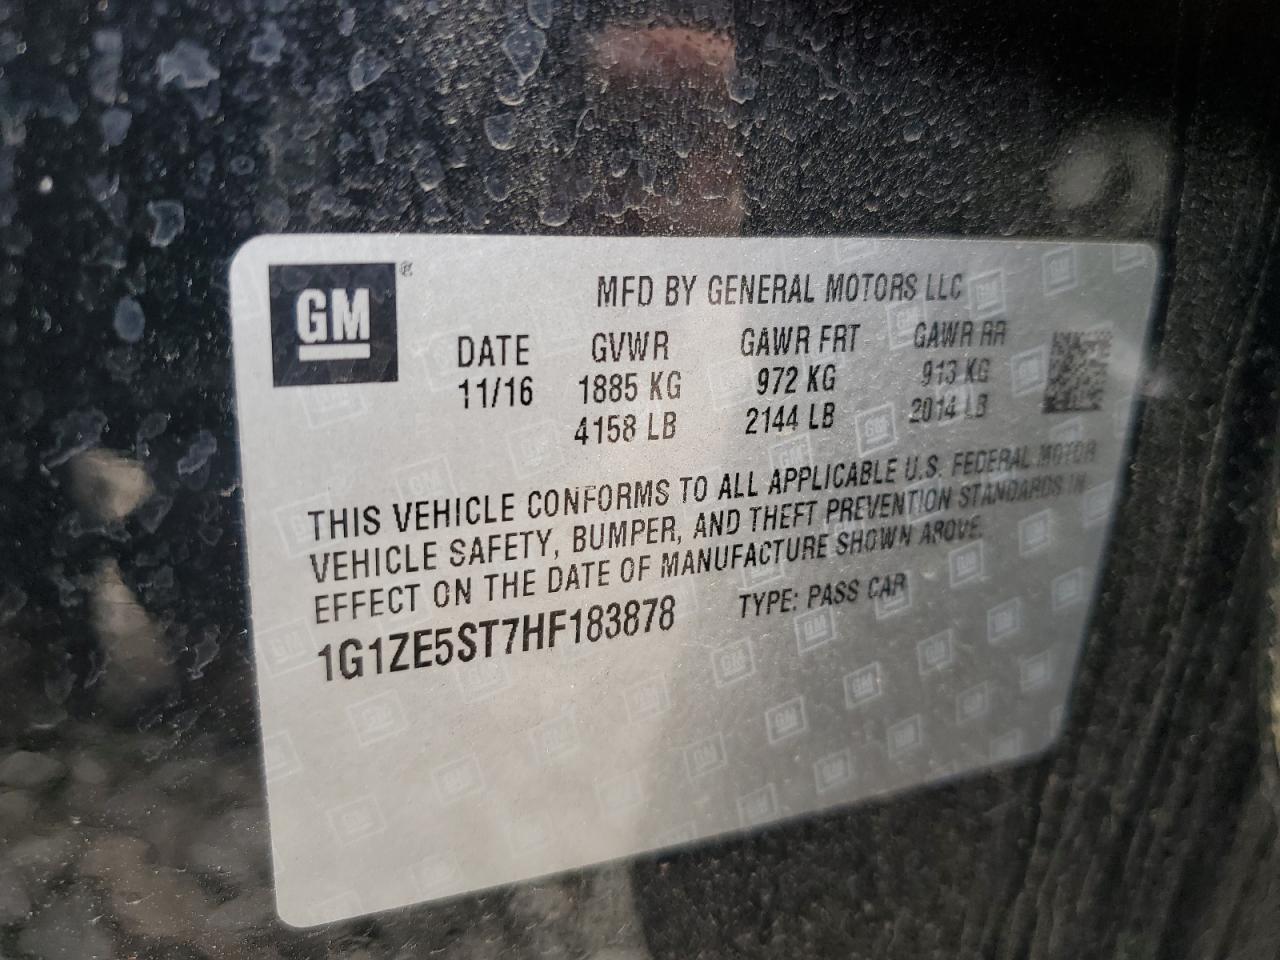 GM ®
MFD BY GENERAL MOTORS LLC
DATE GVWR GAWR FRT GAWR RR
11/16 1885 KG 972 KG 913 KG
4158 LB 2144 LB 2014 LB
THIS VEHICLE CONFORMS TO ALL APPLICABLE U.S. FEDERAL MOTOR
VEHICLE SAFETY, BUMPER, AND THEFT PREVENTION STANDARDS IN
EFFECT ON THE DATE OF MANUFACTURE SHOWN ABOVE.
1G1ZE5ST7HF183878 TYPE: PASS CAR